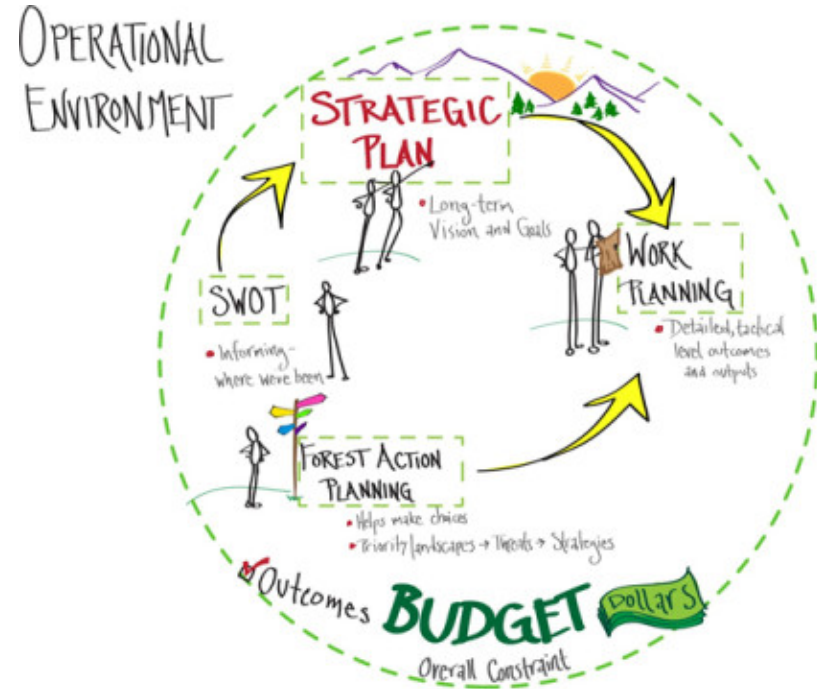 OPERATIONAL
ENVIRONMENT
STRATEGIC
PLAN
• Long-term
Vision and Goals
WORK
PLANNING
• Detailed, tactical
level outcomes
and outputs
SWOT
• Informing-
where we've been
FOREST ACTION
PLANNING
• Helps make choices
• Priority landscapes → Threats → Strategies
Outcomes
BUDGET
DOLLARS
Overall Constraint